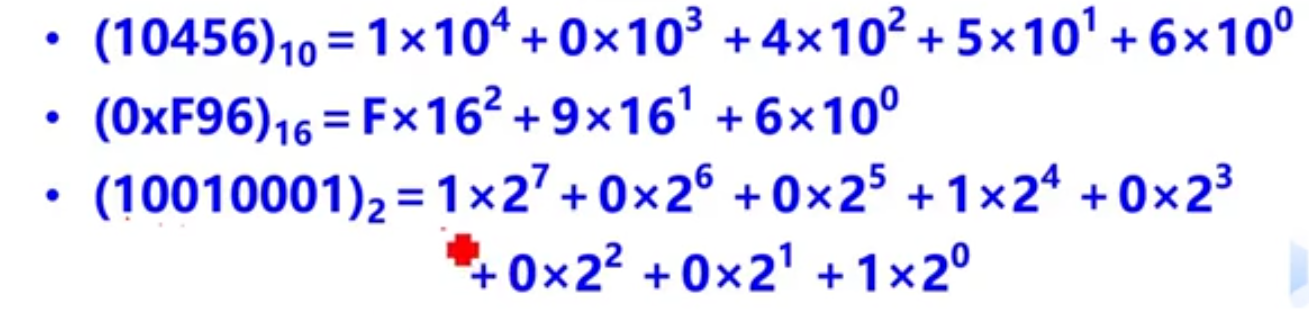 • (10456)₁₀ = 1×10⁴ + 0×10³ + 4×10² + 5×10¹ + 6×10⁰
• (0xF96)₁₆ = F×16² + 9×16¹ + 6×10⁰
• (10010001)₂ = 1×2⁷ + 0×2⁶ + 0×2⁵ + 1×2⁴ + 0×2³
+ 0×2² + 0×2¹ + 1×2⁰